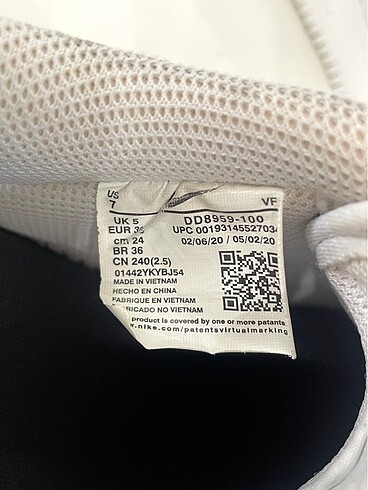 US
7 VF
UK 5 DD8959-100
EUR 38 UPC 0019314552703
cm 24 02/06/20 / 05/02/20
BR 36
CN 240(2.5)
01442YKYBJ54
MADE IN VIETNAM
HECHO EN CHINA
FABRIQUE EN VIETNAM
FABRICADO NO VIETNAM
product is covered by one or more patents
.nike.com/patentsvirtualmarking